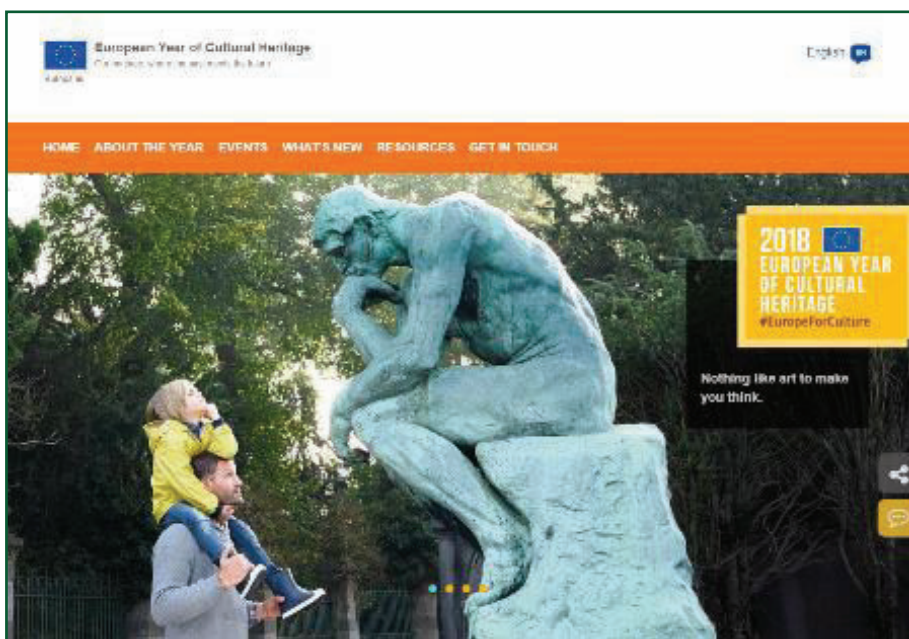 European Year of Cultural Heritage
English EN
HOME ABOUT THE YEAR EVENTS WHAT'S NEW RESOURCES GET IN TOUCH
2018
EUROPEAN YEAR
OF CULTURAL
HERITAGE
#EuropeForCulture
Nothing like art to make
you think.